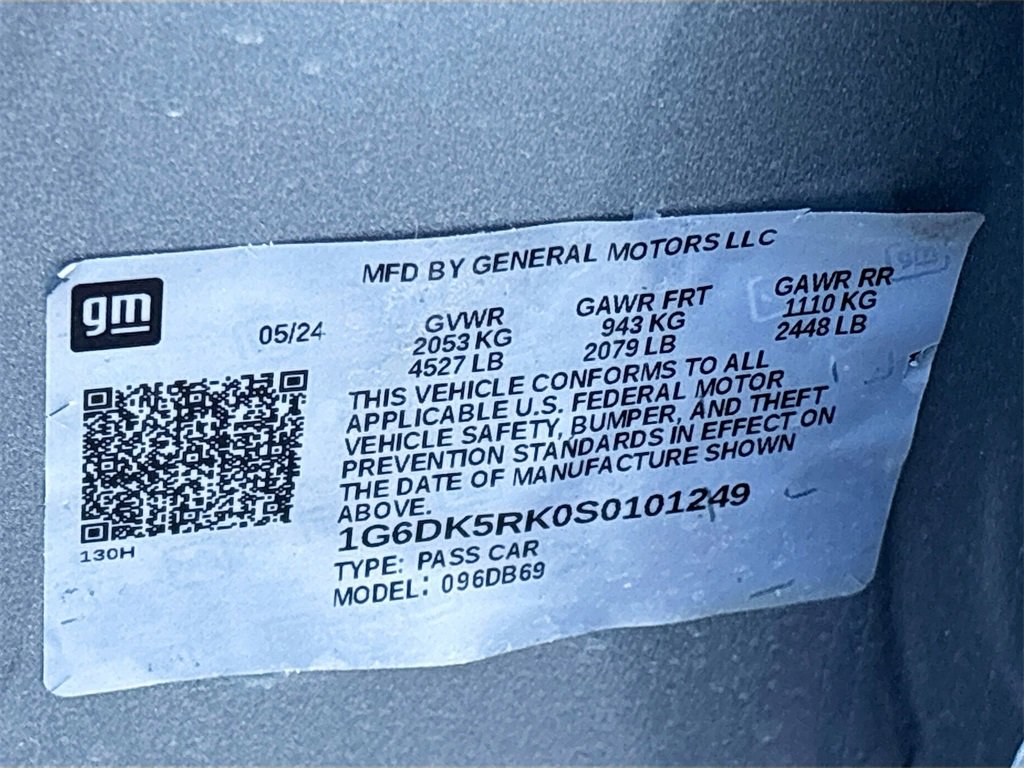 MFD BY GENERAL MOTORS LLC
gm
05/24
GVWR
2053 KG
4527 LB
GAWR FRT
943 KG
2079 LB
GAWR RR
1110 KG
2448 LB
THIS VEHICLE CONFORMS TO ALL
APPLICABLE U.S. FEDERAL MOTOR
VEHICLE SAFETY, BUMPER, AND THEFT
PREVENTION STANDARDS IN EFFECT ON
THE DATE OF MANUFACTURE SHOWN
ABOVE.
1G6DK5RK0S0101249
TYPE: PASS CAR
MODEL: 096DB69
130H